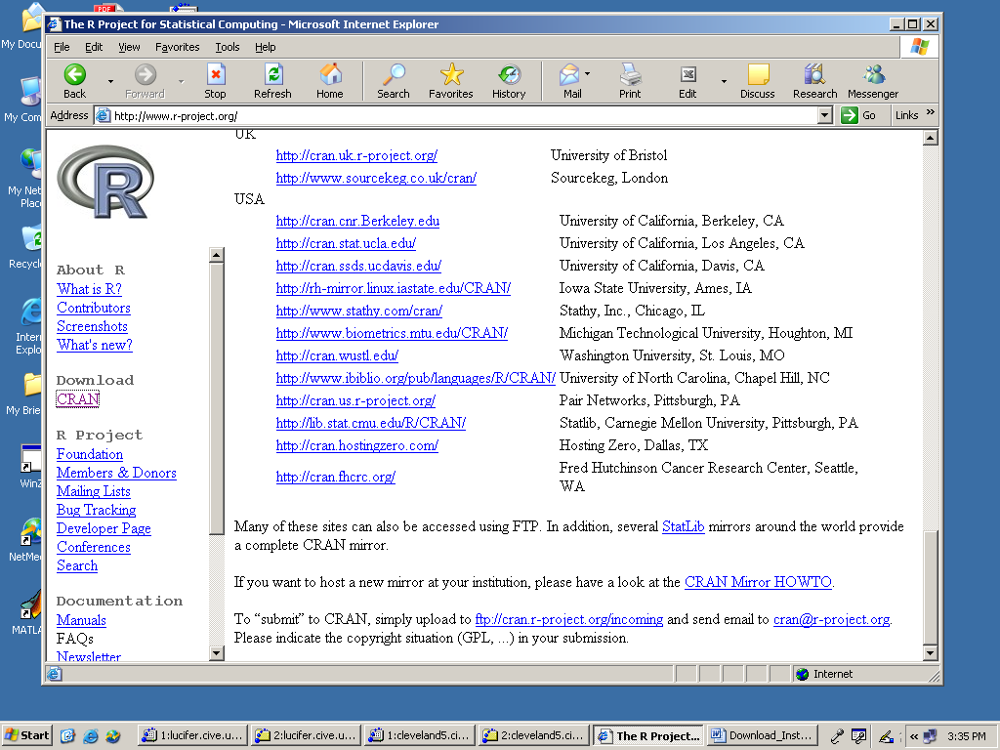 The R Project for Statistical Computing - Microsoft Internet Explorer
File Edit View Favorites Tools Help
Back Forward Stop Refresh Home Search Favorites History Mail Print Edit Discuss Research Messenger
Address http://www.r-project.org/ Go Links »
My Docu
My Com
My Net
Place
Recycle
Intern
Explo
My Brie
WinZ
NetMee
MATLA
PDF
R
About R
What is R?
Contributors
Screenshots
What's new?
Download
CRAN
R Project
Foundation
Members & Donors
Mailing Lists
Bug Tracking
Developer Page
Conferences
Search
Documentation
Manuals
FAQs
Newsletter
UK
http://cran.uk.r-project.org/ University of Bristol
http://www.sourcekeg.co.uk/cran/ Sourcekeg, London
USA
http://cran.cnr.Berkeley.edu University of California, Berkeley, CA
http://cran.stat.ucla.edu/ University of California, Los Angeles, CA
http://cran.ssds.ucdavis.edu/ University of California, Davis, CA
http://rh-mirror.linux.iastate.edu/CRAN/ Iowa State University, Ames, IA
http://www.stathy.com/cran/ Stathy, Inc., Chicago, IL
http://www.biometrics.mtu.edu/CRAN/ Michigan Technological University, Houghton, MI
http://cran.wustl.edu/ Washington University, St. Louis, MO
http://www.ibiblio.org/pub/languages/R/CRAN/ University of North Carolina, Chapel Hill, NC
http://cran.us.r-project.org/ Pair Networks, Pittsburgh, PA
http://lib.stat.cmu.edu/R/CRAN/ Statlib, Carnegie Mellon University, Pittsburgh, PA
http://cran.hostingzero.com/ Hosting Zero, Dallas, TX
http://cran.fhcrc.org/ Fred Hutchinson Cancer Research Center, Seattle,
WA
Many of these sites can also be accessed using FTP. In addition, several StatLib mirrors around the world provide
a complete CRAN mirror.
If you want to host a new mirror at your institution, please have a look at the CRAN Mirror HOWTO.
To “submit” to CRAN, simply upload to ftp://cran.r-project.org/incoming and send email to cran@r-project.org.
Please indicate the copyright situation (GPL, ...) in your submission.
Internet
Start 1:lucifer.cive.u... 2:lucifer.cive.u... 1:cleveland5.ci... 2:cleveland5.ci... The R Projec... Download_Inst... « 3:35 PM